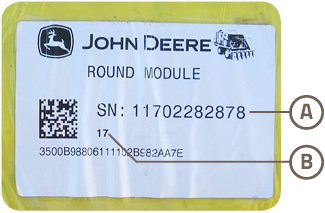 JOHN DEERE
ROUND MODULE
SN: 11702282878
A
17
B
3500B98806111102B982AA7E